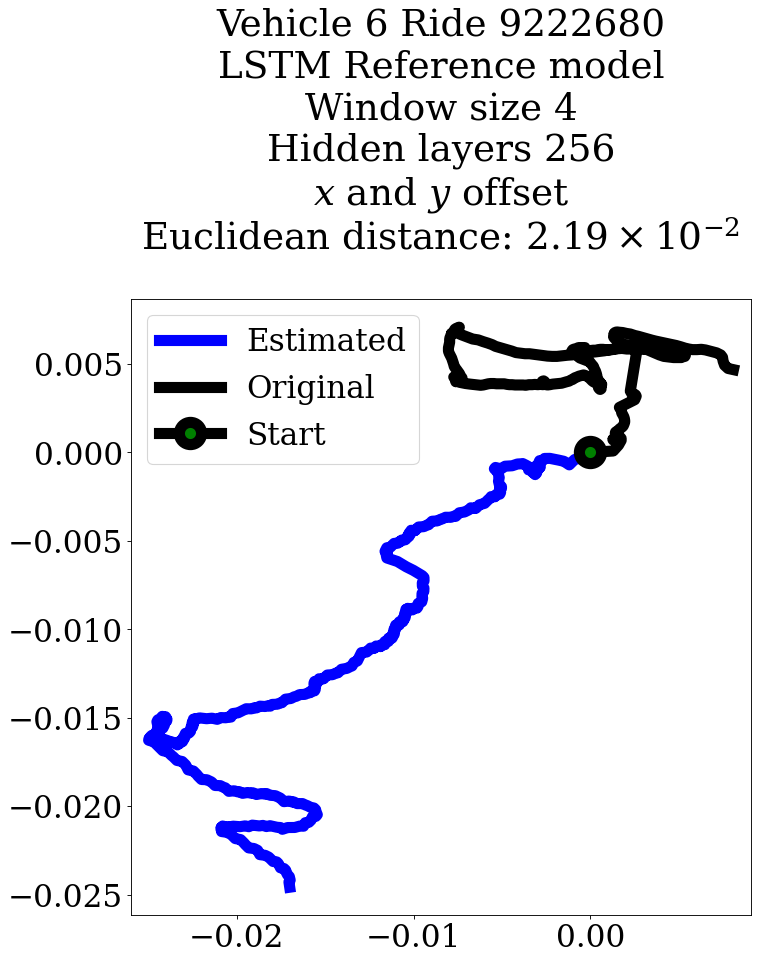 Vehicle 6 Ride 9222680
LSTM Reference model
Window size 4
Hidden layers 256
x and y offset
Euclidean distance: 2.19 × 10⁻²
Estimated
Original
Start
0.005
0.000
−0.005
−0.010
−0.015
−0.020
−0.025
−0.02
−0.01
0.00